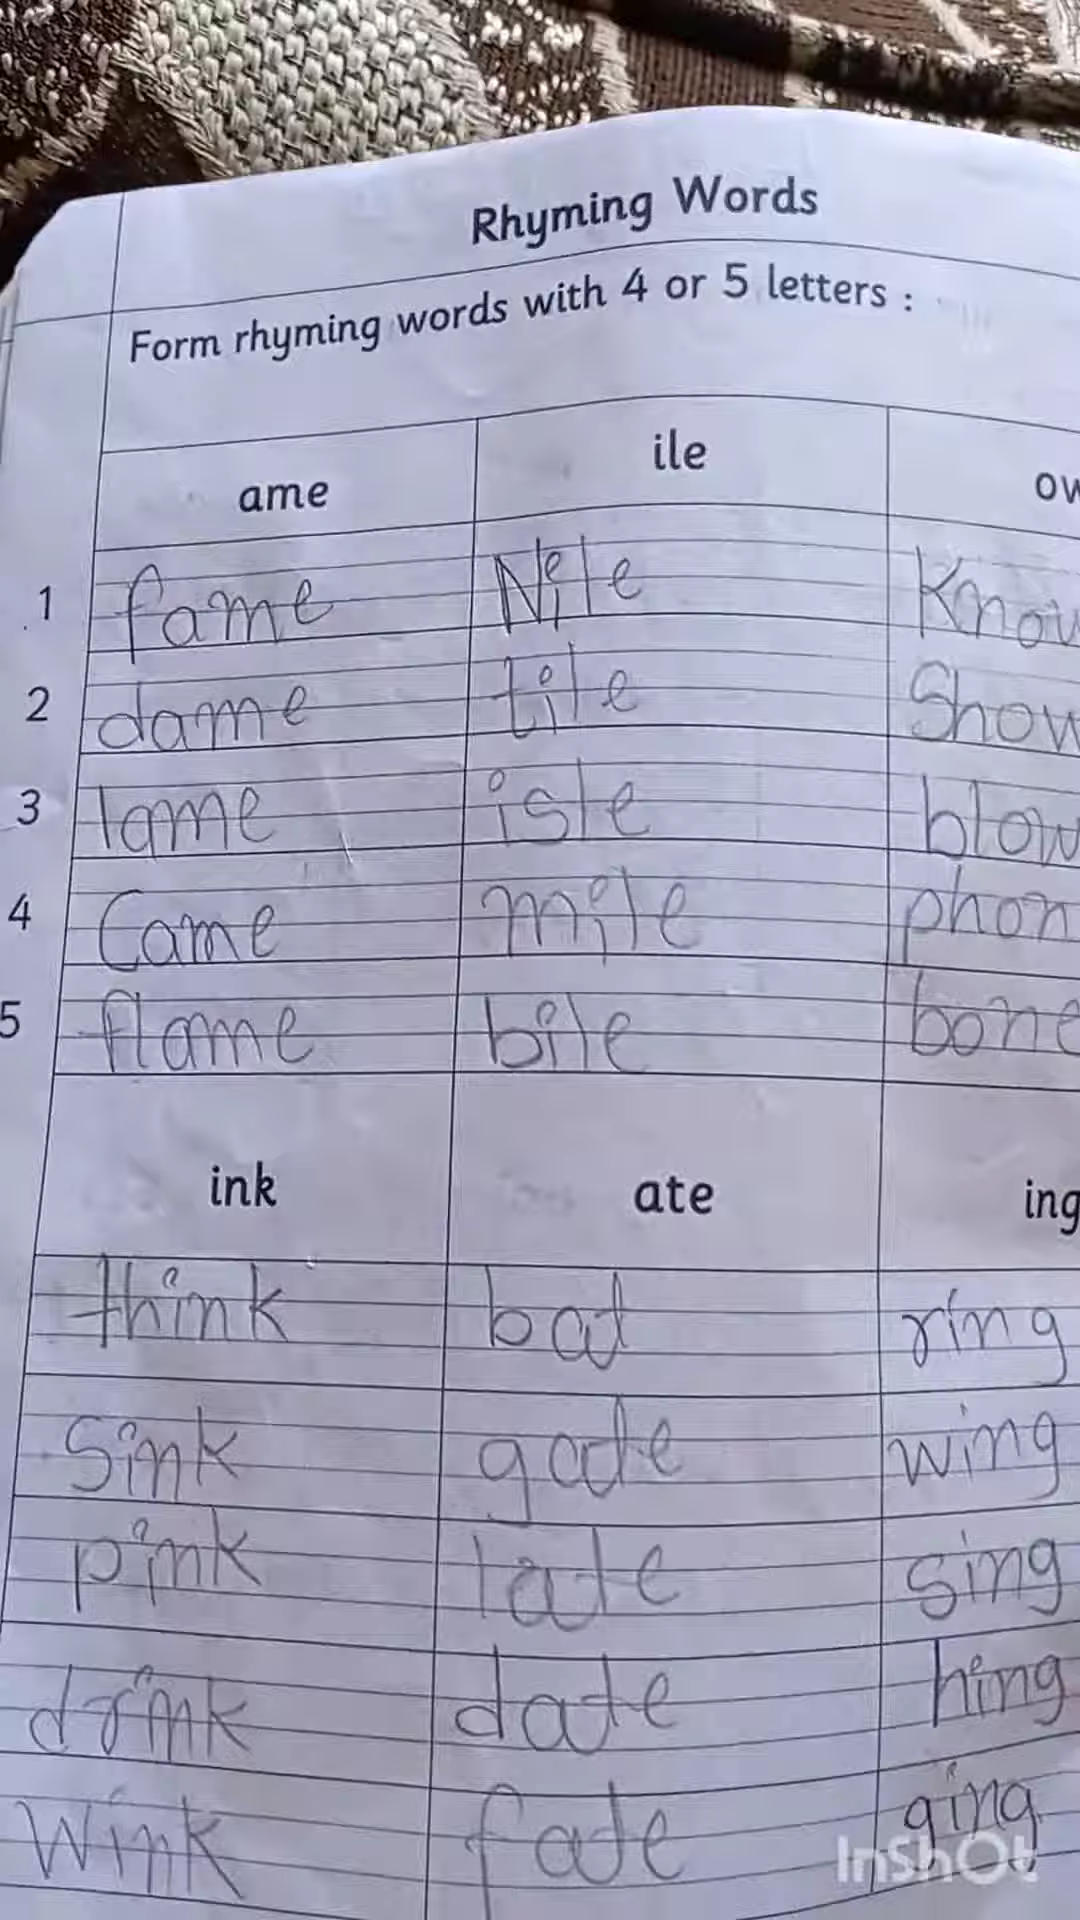 Rhyming Words
Form rhyming words with 4 or 5 letters :
ame ile ow
1 fame Nile Know
2 dame tile Show
3 lame isle blow
4 Came mile phon
5 flame bile bone
ink ate ing
think bat ring
Sink gate wing
pink late sing
drink date hing
Wink fate ging
InShOt